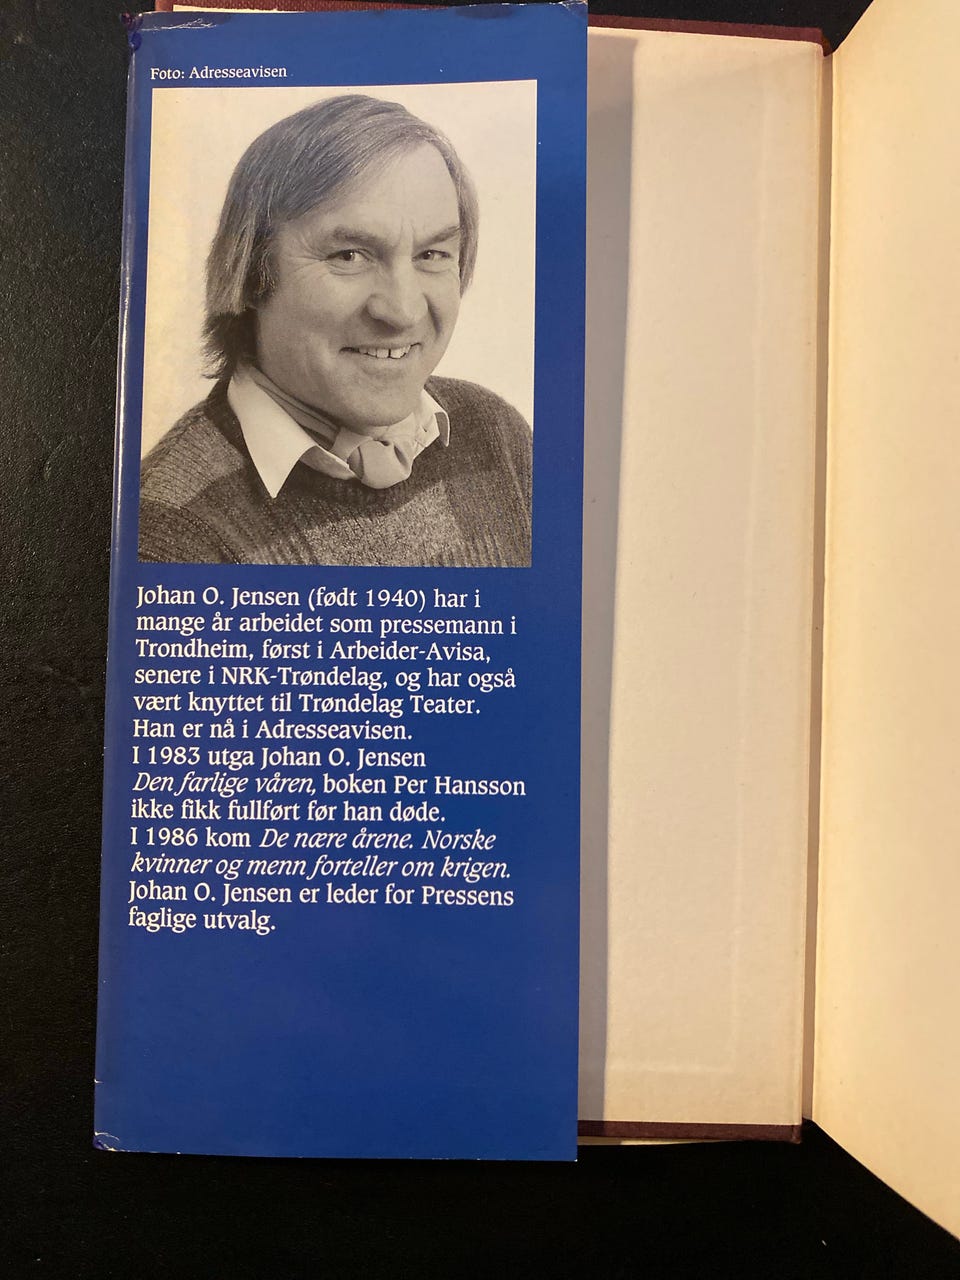 Foto: Adresseavisen
Johan O. Jensen (født 1940) har i
mange år arbeidet som pressemann i
Trondheim, først i Arbeider-Avisa,
senere i NRK-Trøndelag, og har også
vært knyttet til Trøndelag Teater.
Han er nå i Adresseavisen.
I 1983 utga Johan O. Jensen
Den farlige våren, boken Per Hansson
ikke fikk fullført før han døde.
I 1986 kom De nære årene. Norske
kvinner og menn forteller om krigen.
Johan O. Jensen er leder for Pressens
faglige utvalg.